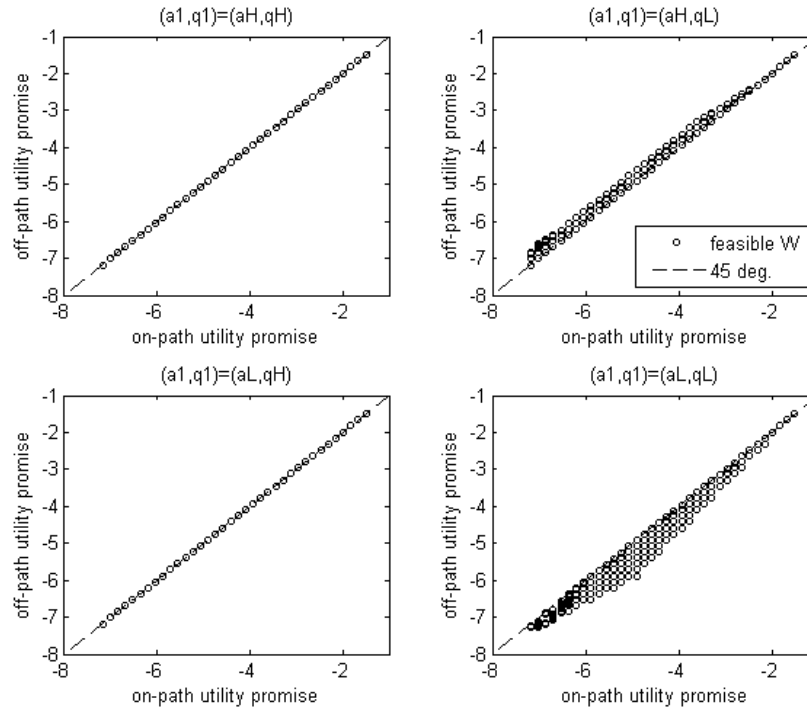 (a1,q1)=(aH,qH)
-1
-2
-3
-4
-5
-6
-7
-8
off-path utility promise
-8 -6 -4 -2
on-path utility promise
(a1,q1)=(aH,qL)
-1
-2
-3
-4
-5
-6
-7
-8
off-path utility promise
feasible W
45 deg.
-8 -6 -4 -2
on-path utility promise
(a1,q1)=(aL,qH)
-1
-2
-3
-4
-5
-6
-7
-8
off-path utility promise
-8 -6 -4 -2
on-path utility promise
(a1,q1)=(aL,qL)
-1
-2
-3
-4
-5
-6
-7
-8
off-path utility promise
-8 -6 -4 -2
on-path utility promise